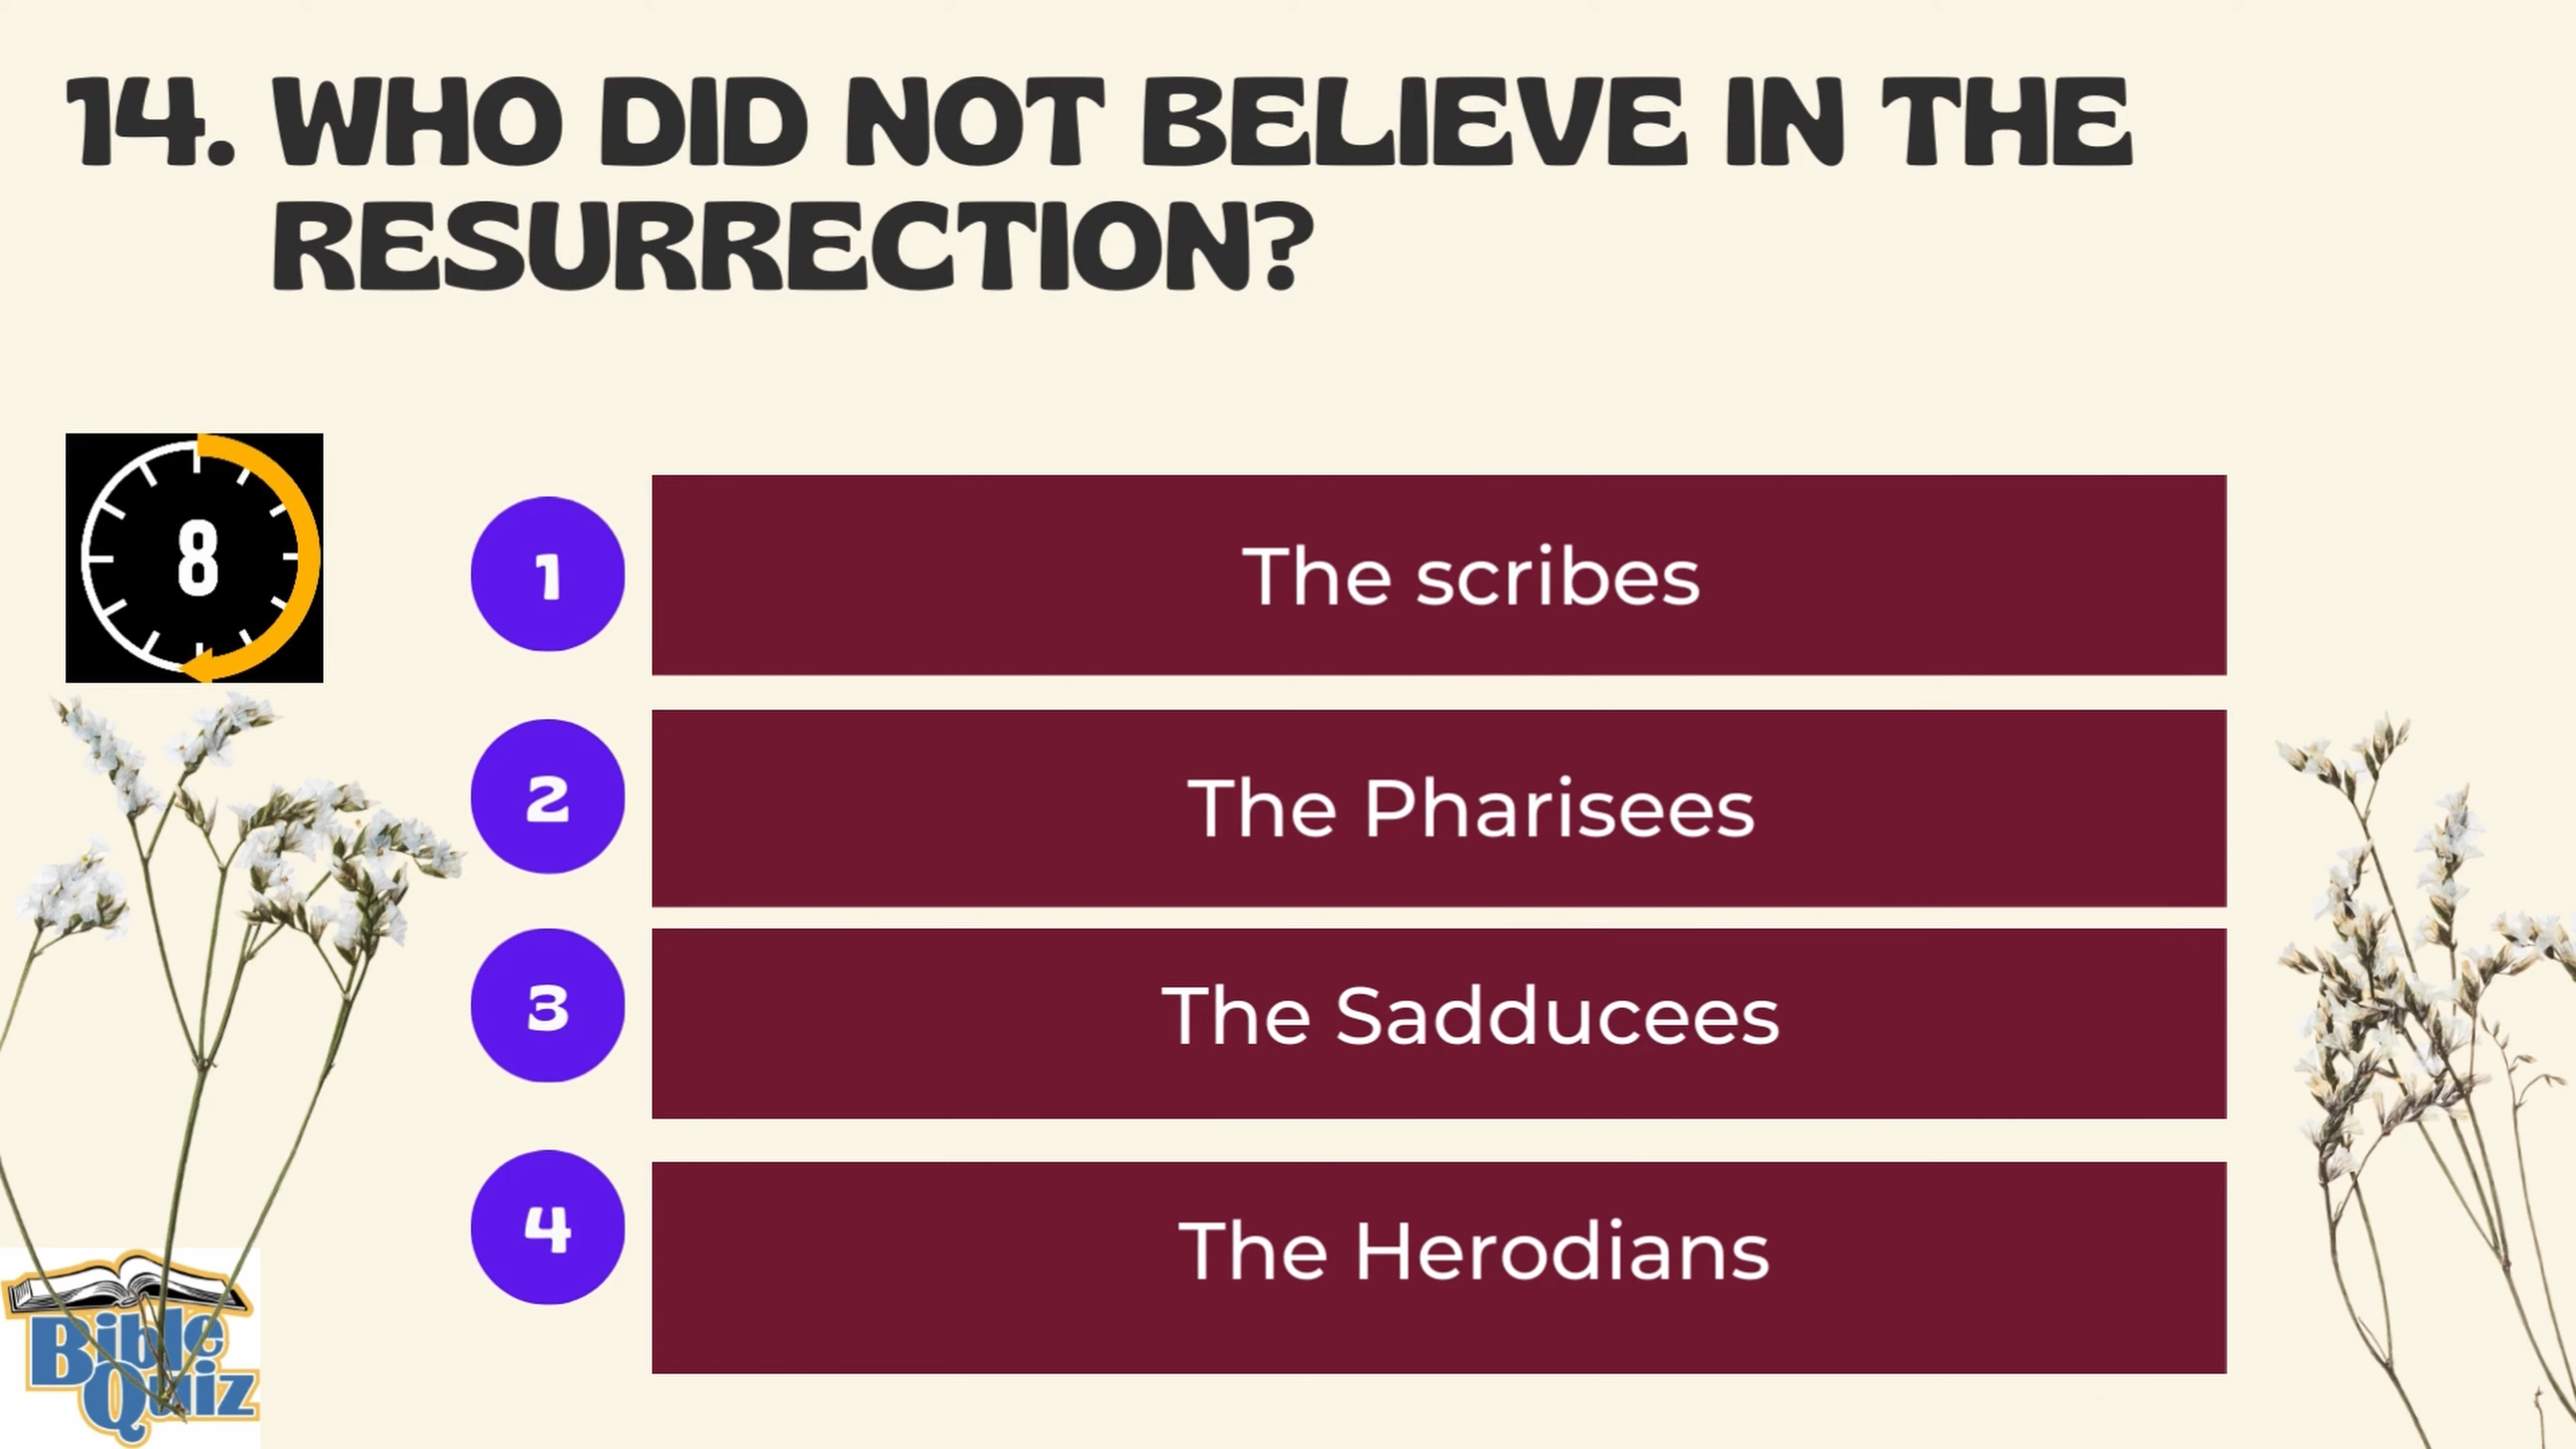 14. WHO DID NOT BELIEVE IN THE
RESURRECTION?
8
1
The scribes
2
The Pharisees
3
The Sadducees
4
The Herodians
Bible
Quiz